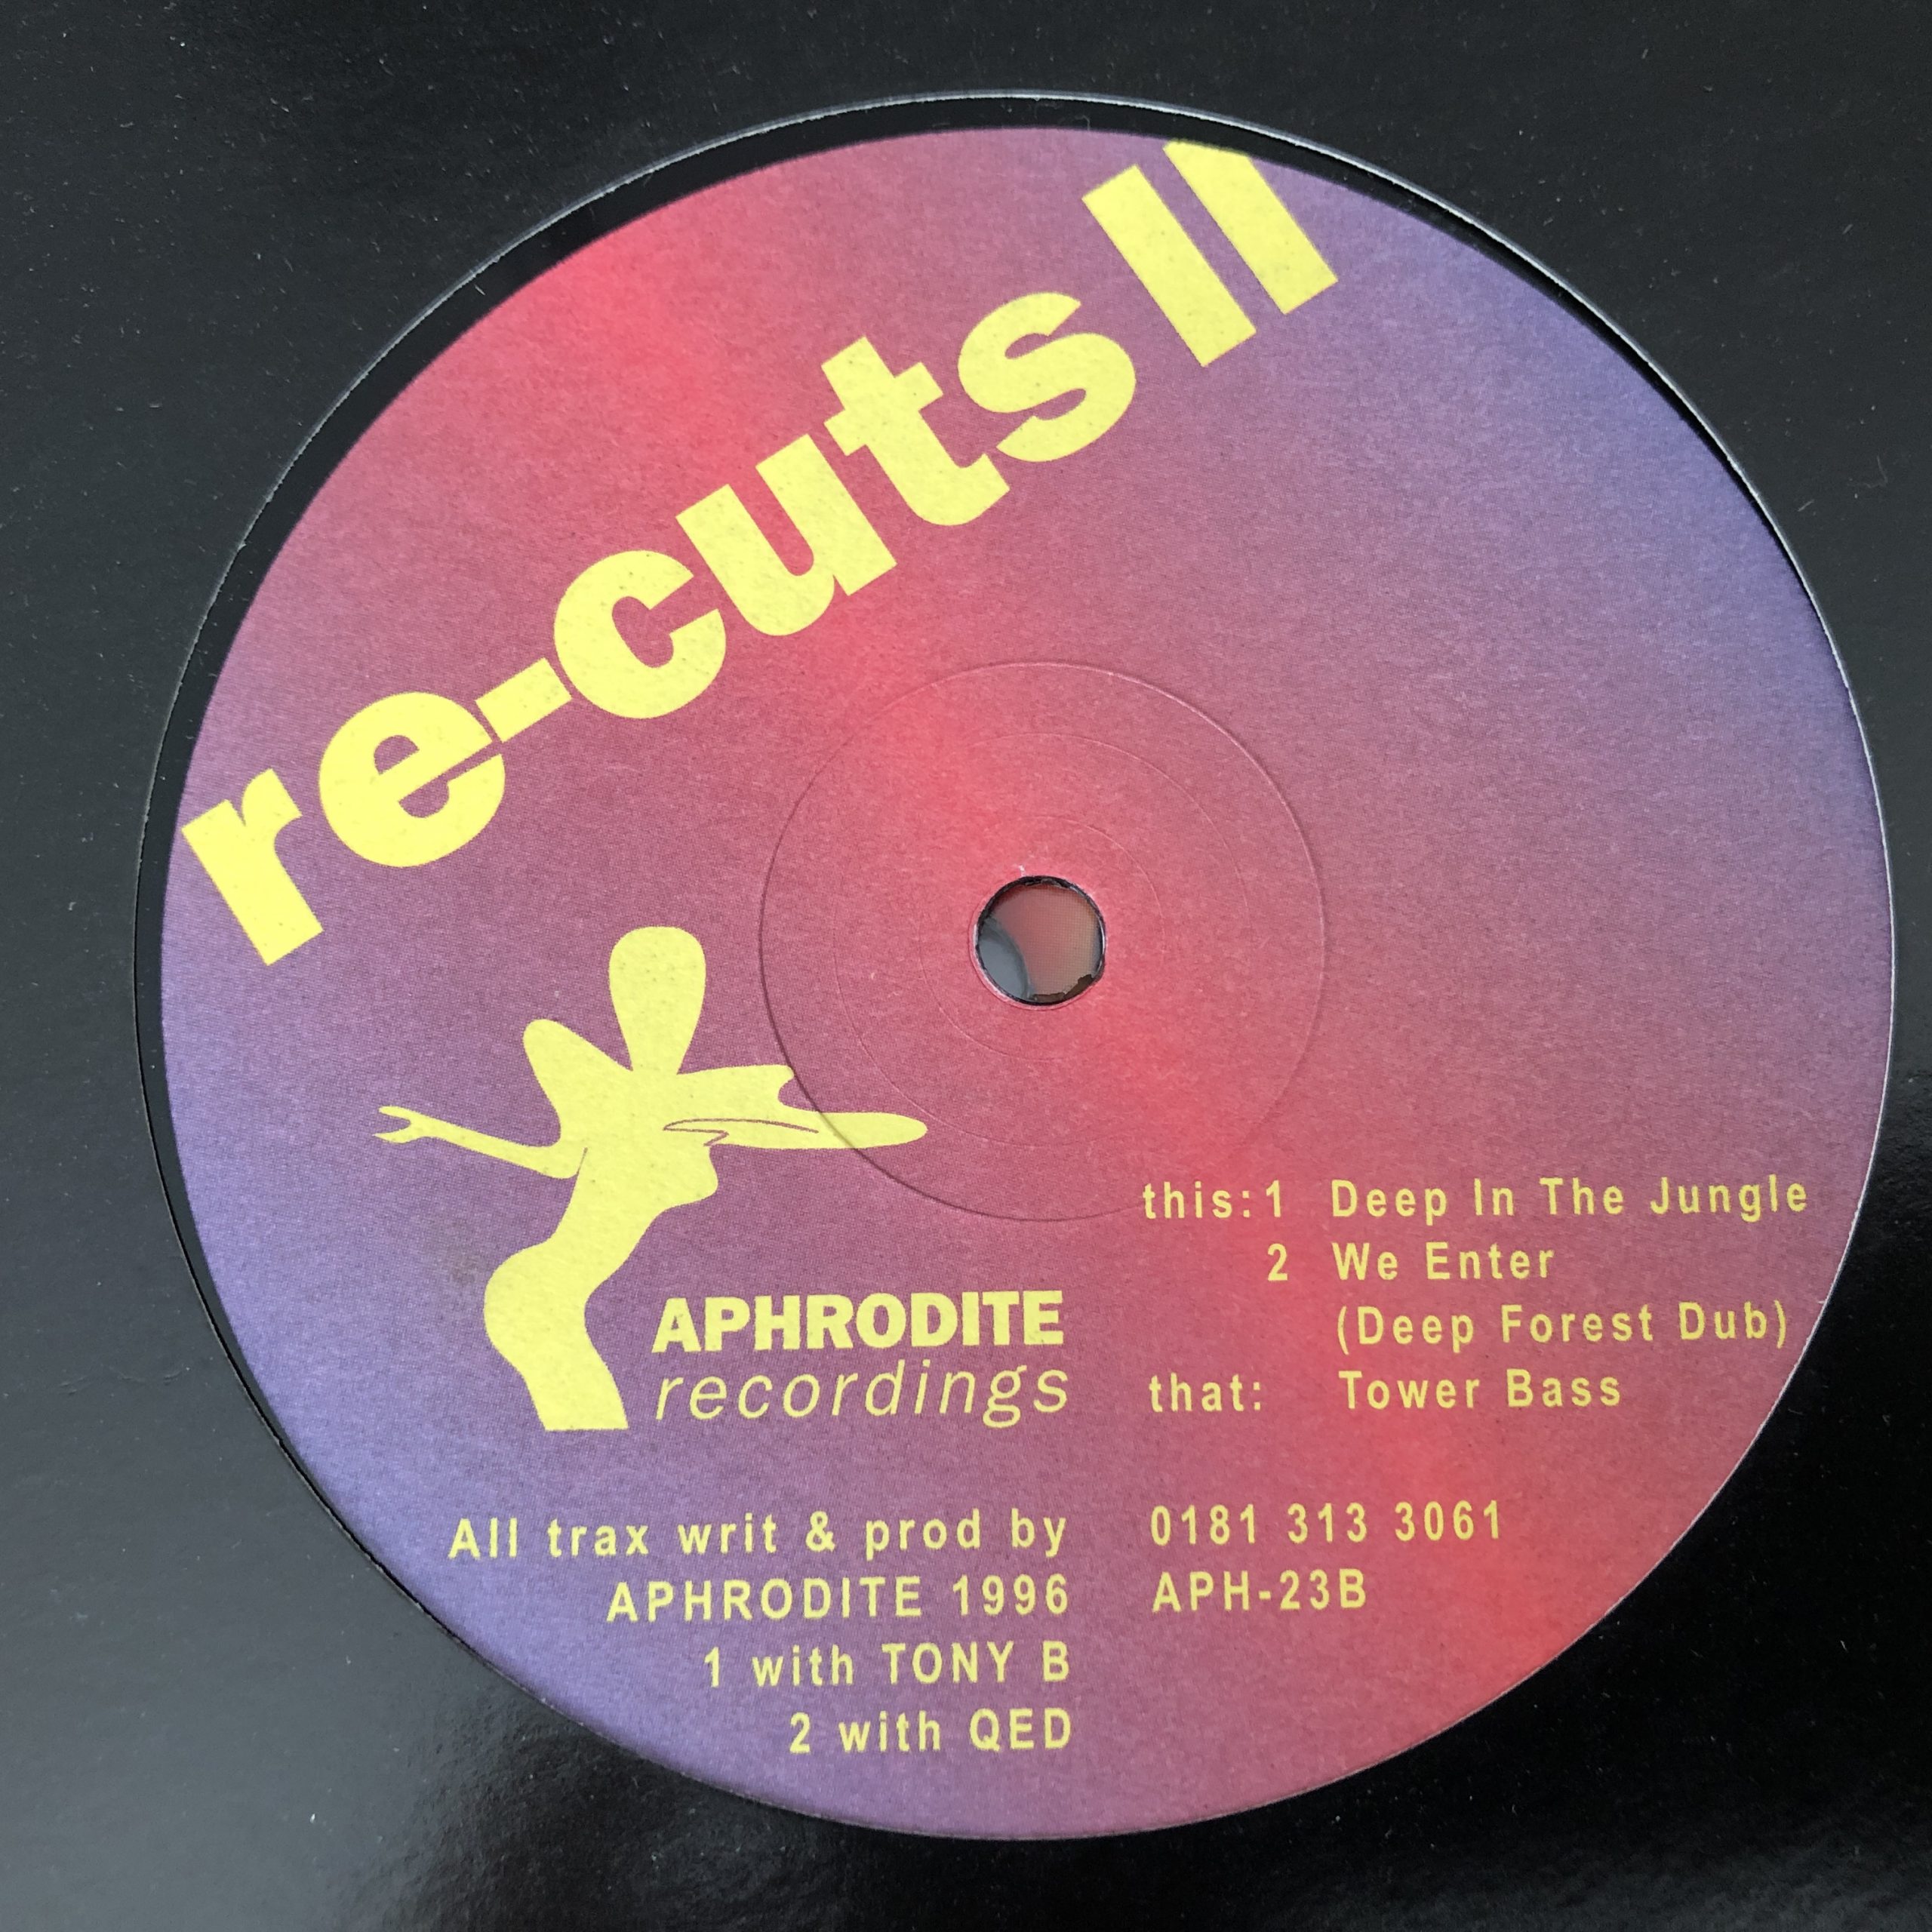 re-cuts II
APHRODITE
recordings
this: 1 Deep In The Jungle
2 We Enter
(Deep Forest Dub)
that: Tower Bass
All trax writ & prod by
APHRODITE 1996
1 with TONY B
2 with QED
0181 313 3061
APH-23B